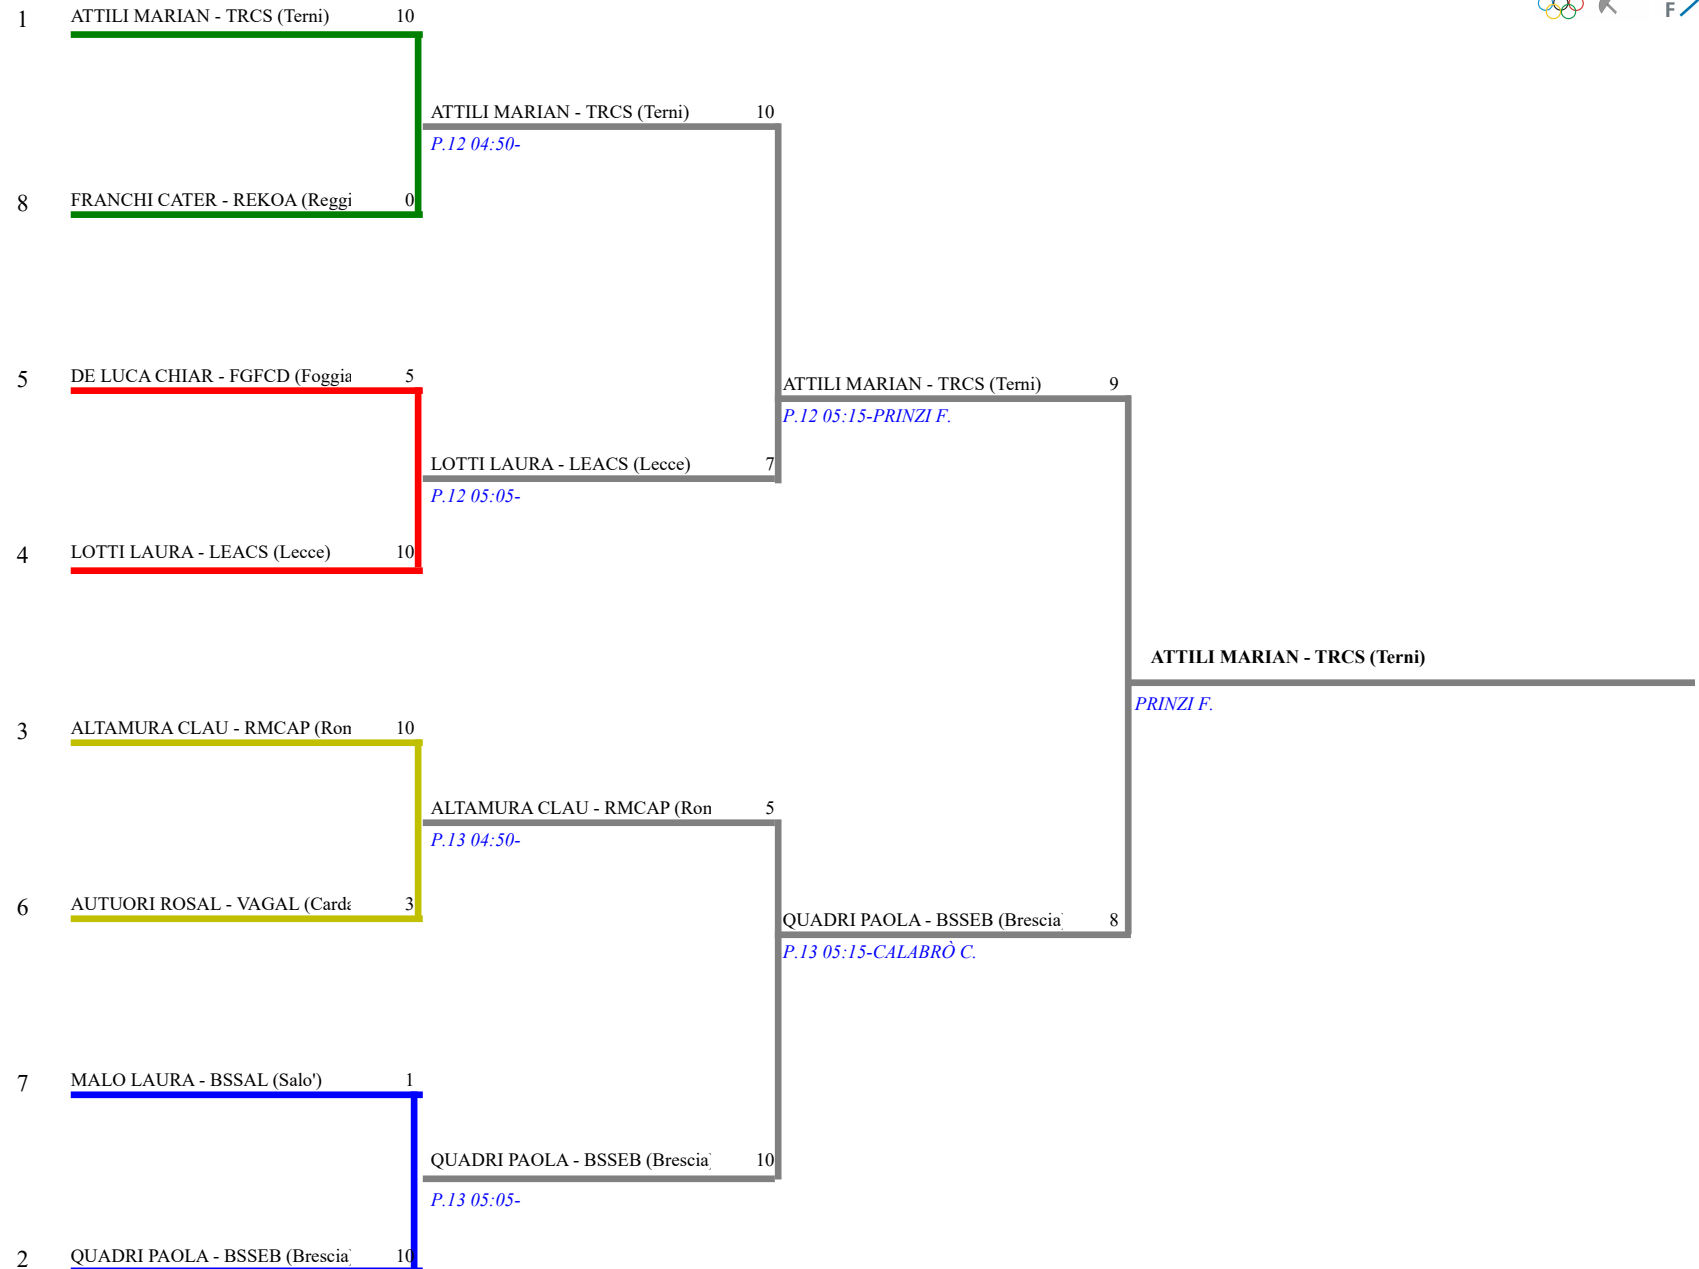 1 ATTILI MARIAN - TRCS (Terni) 10
F
ATTILI MARIAN - TRCS (Terni) 10
P.12 04:50-
8 FRANCHI CATER - REKOA (Reggi 0
5 DE LUCA CHIAR - FGFCD (Foggia 5
ATTILI MARIAN - TRCS (Terni) 9
P.12 05:15-PRINZI F.
LOTTI LAURA - LEACS (Lecce) 7
P.12 05:05-
4 LOTTI LAURA - LEACS (Lecce) 10
ATTILI MARIAN - TRCS (Terni)
PRINZI F.
3 ALTAMURA CLAU - RMCAP (Ron 10
ALTAMURA CLAU - RMCAP (Ron 5
P.13 04:50-
6 AUTUORI ROSAL - VAGAL (Carda 3
QUADRI PAOLA - BSSEB (Brescia) 8
P.13 05:15-CALABRÒ C.
7 MALO LAURA - BSSAL (Salo') 1
QUADRI PAOLA - BSSEB (Brescia) 10
P.13 05:05-
2 QUADRI PAOLA - BSSEB (Brescia) 10